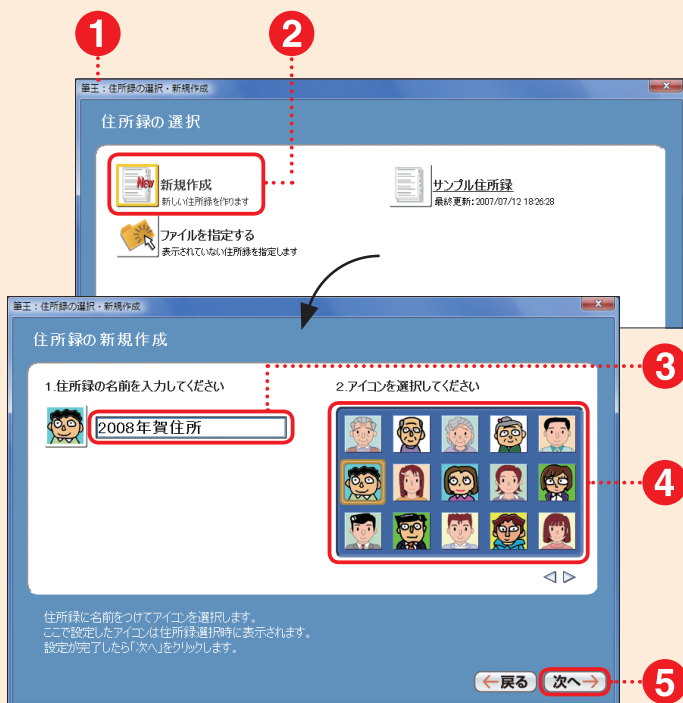 1
2
筆王：住所録の選択・新規作成
住所録の選択
NEW
新規作成
新しい住所録を作ります
サンプル住所録
最終更新：2007/07/12 18:26:28
ファイルを指定する
表示されていない住所録を指定します
筆王：住所録の選択・新規作成
住所録の新規作成
3
1.住所録の名前を入力してください
2.アイコンを選択してください
2008年賀住所
4
住所録に名前をつけてアイコンを選択します。
ここで設定したアイコンは住所録選択時に表示されます。
設定が完了したら「次へ」をクリックします。
戻る
次へ
5